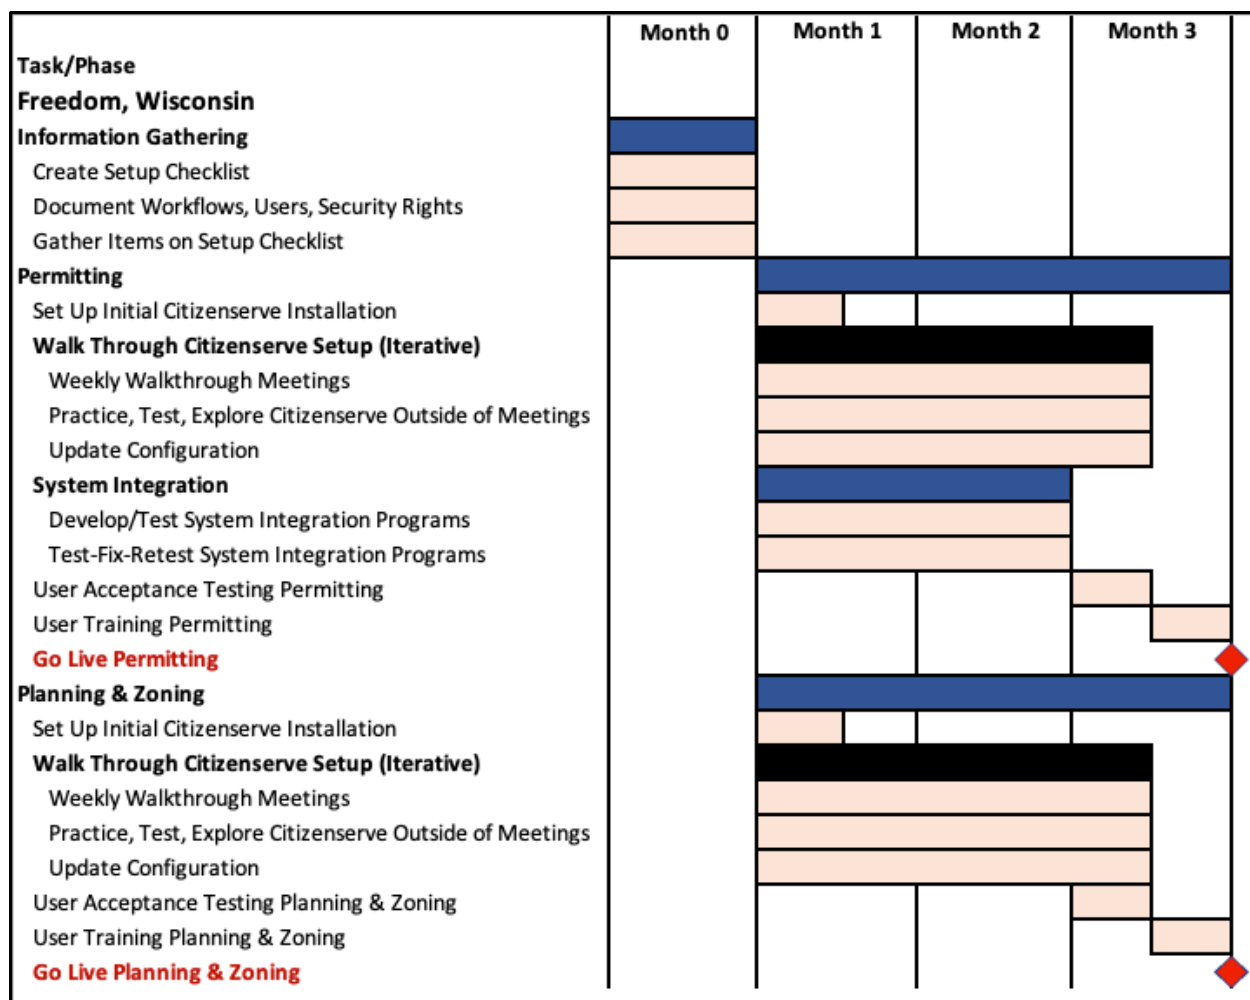 Month 0 Month 1 Month 2 Month 3
Task/Phase
Freedom, Wisconsin
Information Gathering
Create Setup Checklist
Document Workflows, Users, Security Rights
Gather Items on Setup Checklist
Permitting
Set Up Initial Citizenserve Installation
Walk Through Citizenserve Setup (Iterative)
Weekly Walkthrough Meetings
Practice, Test, Explore Citizenserve Outside of Meetings
Update Configuration
System Integration
Develop/Test System Integration Programs
Test-Fix-Retest System Integration Programs
User Acceptance Testing Permitting
User Training Permitting
Go Live Permitting
Planning & Zoning
Set Up Initial Citizenserve Installation
Walk Through Citizenserve Setup (Iterative)
Weekly Walkthrough Meetings
Practice, Test, Explore Citizenserve Outside of Meetings
Update Configuration
User Acceptance Testing Planning & Zoning
User Training Planning & Zoning
Go Live Planning & Zoning